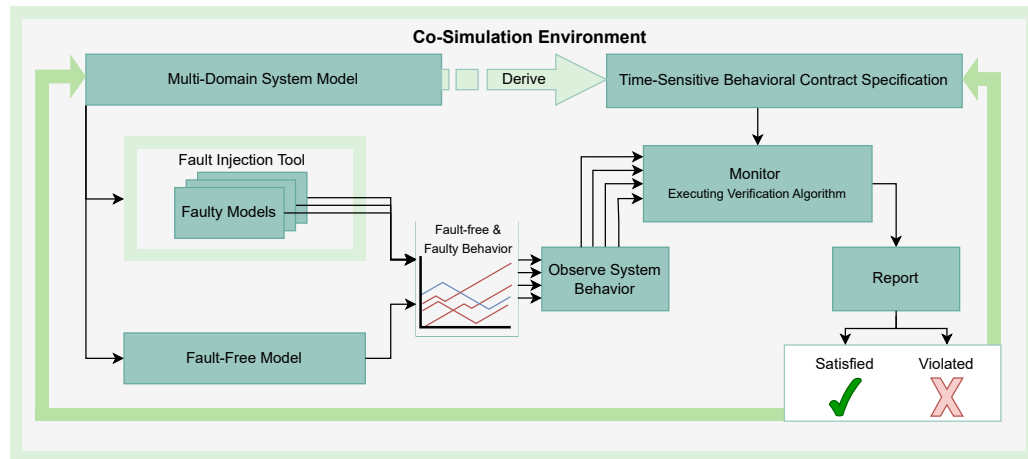 Co-Simulation Environment
Multi-Domain System Model
Derive
Time-Sensitive Behavioral Contract Specification
Fault Injection Tool
Faulty Models
Fault-Free Model
Fault-free &
Faulty Behavior
Observe System
Behavior
Monitor
Executing Verification Algorithm
Report
Satisfied
Violated